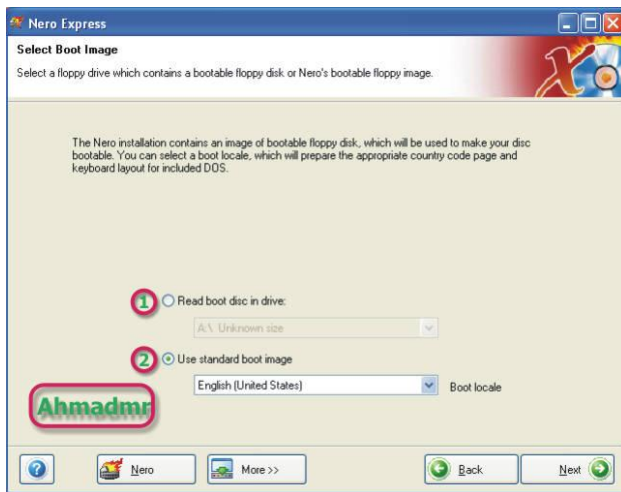 Nero Express
Select Boot Image
Select a floppy drive which contains a bootable floppy disk or Nero's bootable floppy image.
The Nero installation contains an image of bootable floppy disk, which will be used to make your disc
bootable. You can select a boot locale, which will prepare the appropriate country code page and
keyboard layout for included DOS.
1 Read boot disc in drive:
A:\ Unknown size
2 Use standard boot image
English (United States) Boot locale
Ahmadmr
? Nero More >> Back Next